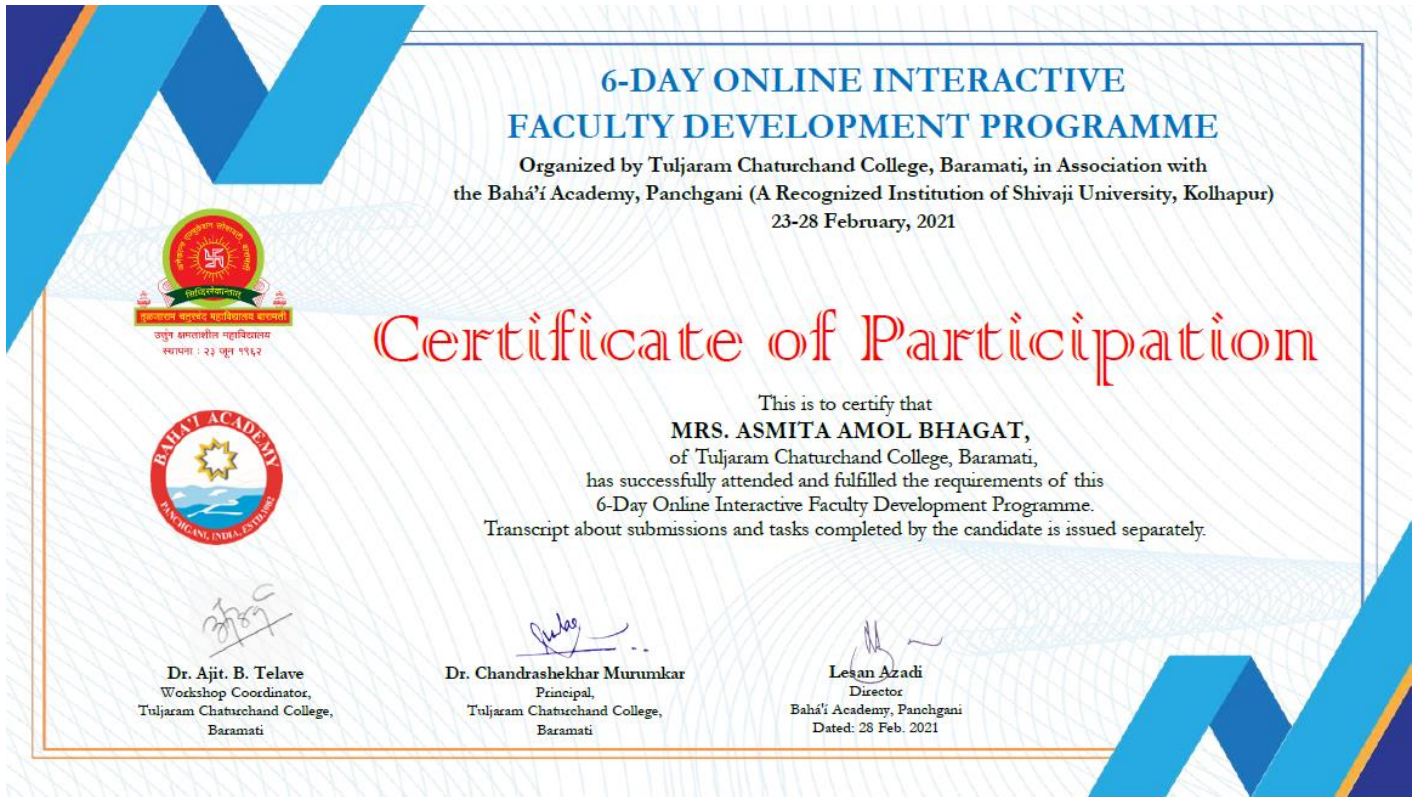 6-DAY ONLINE INTERACTIVE
FACULTY DEVELOPMENT PROGRAMME
Organized by Tuljaram Chaturchand College, Baramati, in Association with
the Bahá'í Academy, Panchgani (A Recognized Institution of Shivaji University, Kolhapur)
23-28 February, 2021
तुळजाराम चतुरचंद महाविद्यालय बारामती
उत्तुंग क्षमताशील महाविद्यालय
स्थापना : २३ जून १९६२
Certificate of Participation
This is to certify that
MRS. ASMITA AMOL BHAGAT,
of Tuljaram Chaturchand College, Baramati,
has successfully attended and fulfilled the requirements of this
6-Day Online Interactive Faculty Development Programme.
Transcript about submissions and tasks completed by the candidate is issued separately.
BAHA'I ACADEMY
PANCHGANI, INDIA, ESTD.1982
Dr. Ajit. B. Telave
Workshop Coordinator,
Tuljaram Chaturchand College,
Baramati
Dr. Chandrashekhar Murumkar
Principal,
Tuljaram Chaturchand College,
Baramati
Lesan Azadi
Director
Bahá'í Academy, Panchgani
Dated: 28 Feb. 2021